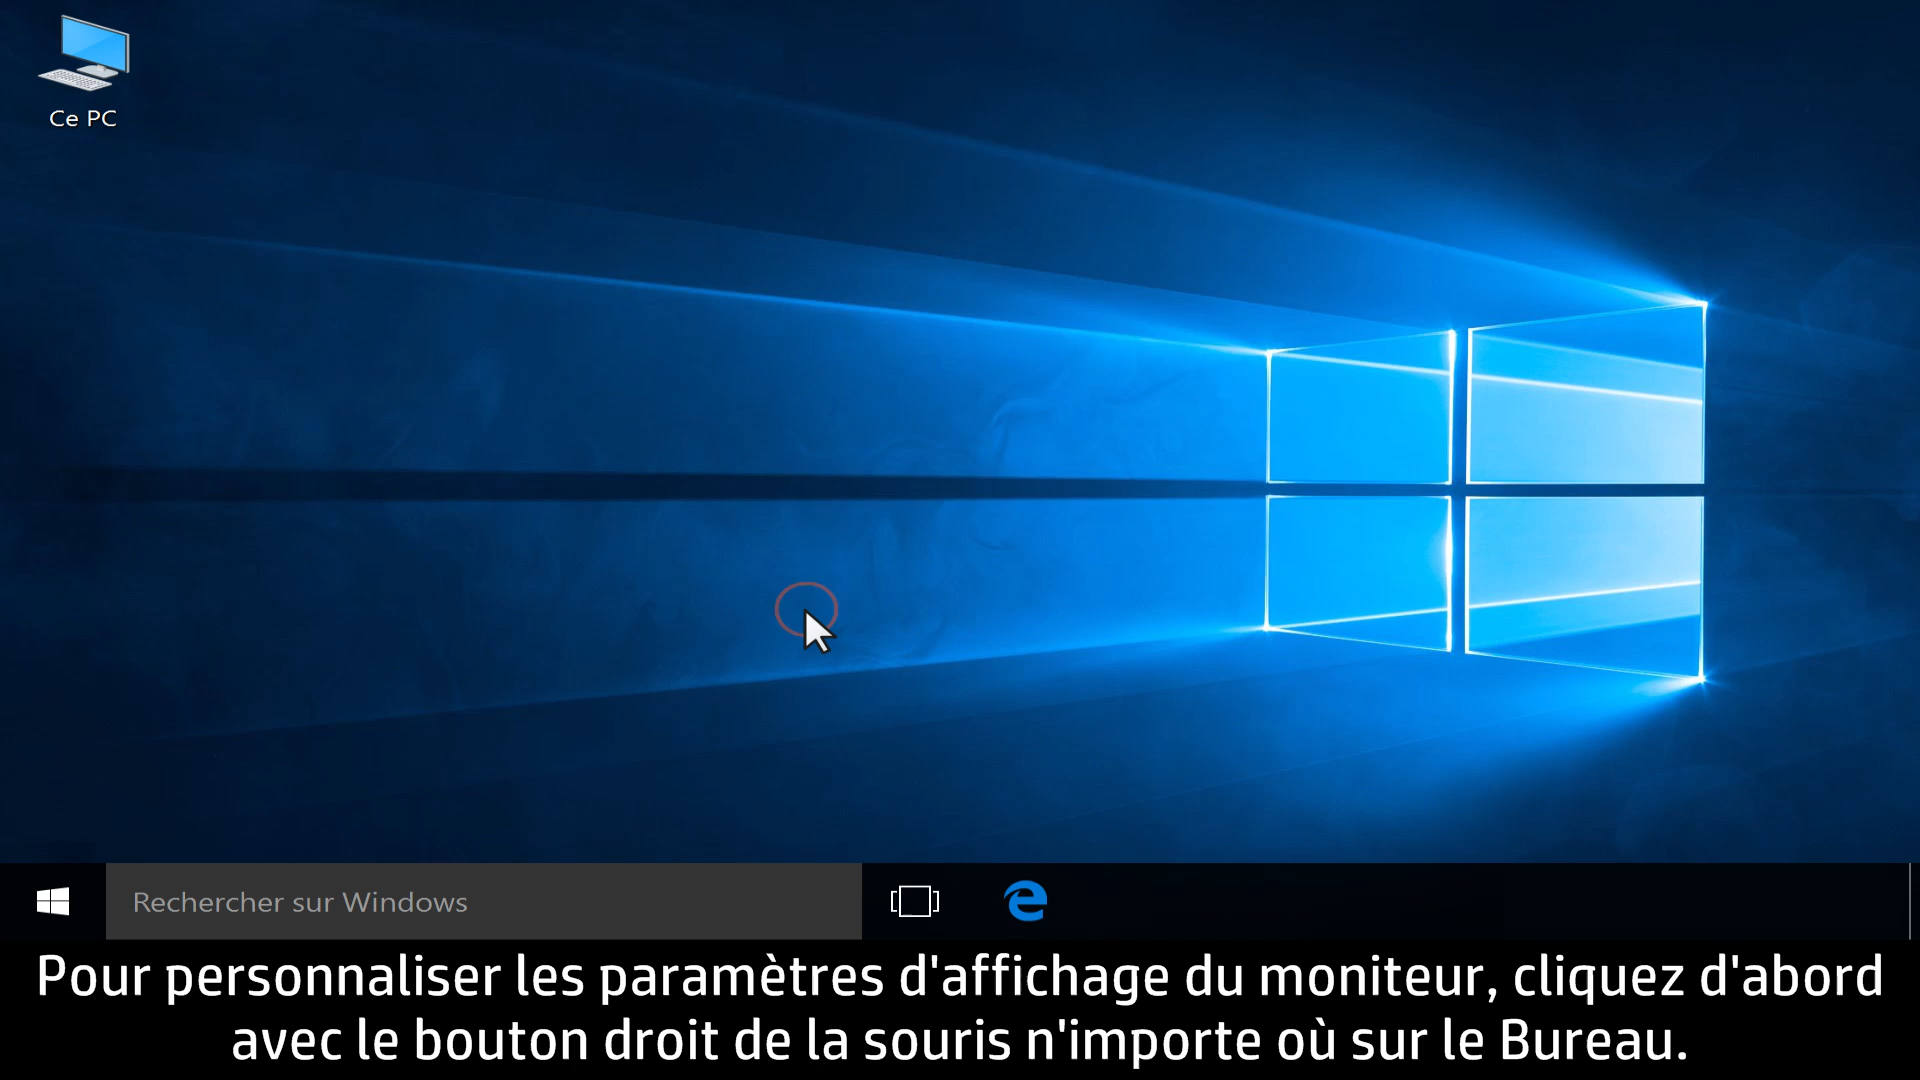 Ce PC
Rechercher sur Windows
Pour personnaliser les paramètres d'affichage du moniteur, cliquez d'abord
avec le bouton droit de la souris n'importe où sur le Bureau.